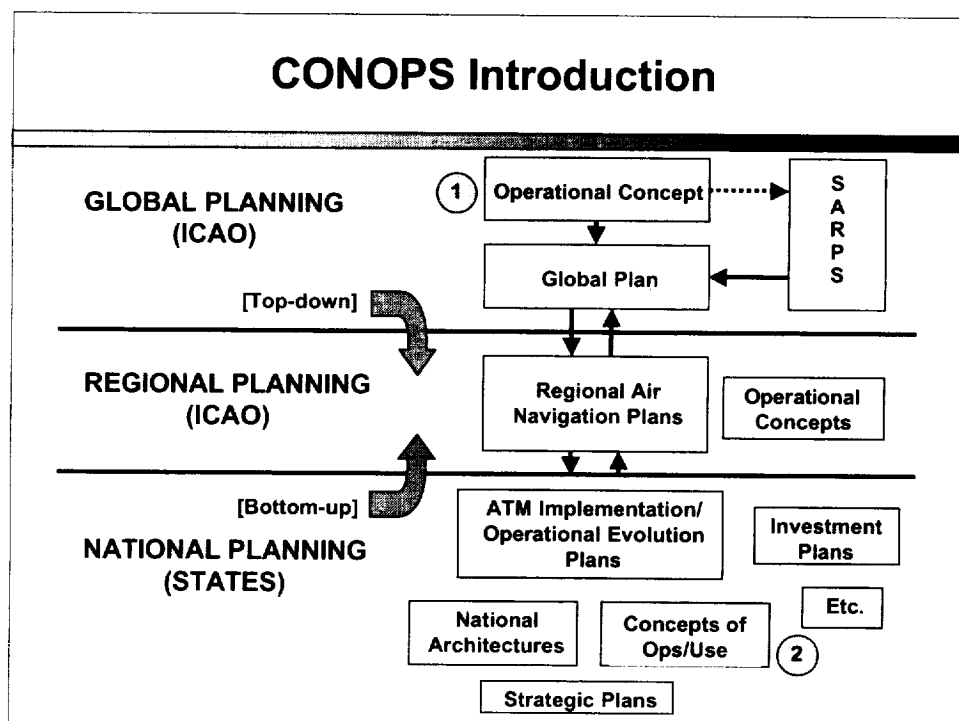 CONOPS Introduction
GLOBAL PLANNING
(ICAO)
1
Operational Concept
S
A
R
P
S
Global Plan
[Top-down]
REGIONAL PLANNING
(ICAO)
Regional Air
Navigation Plans
Operational
Concepts
[Bottom-up]
NATIONAL PLANNING
(STATES)
ATM Implementation/
Operational Evolution
Plans
Investment
Plans
Etc.
National
Architectures
Concepts of
Ops/Use
2
Strategic Plans